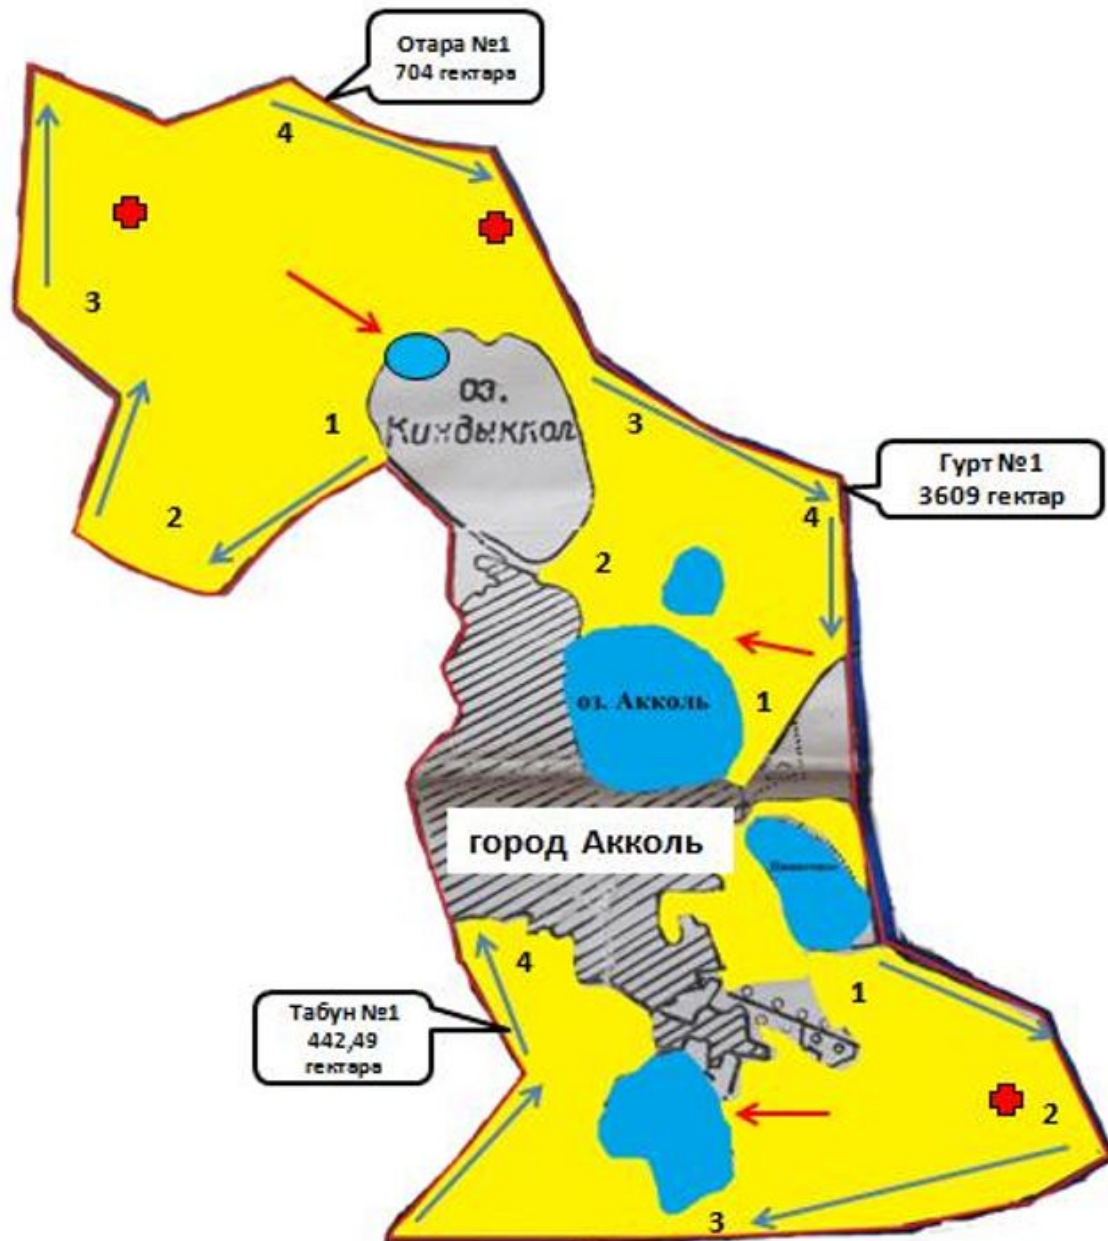 Отара №1
704 гектара
4
3
оз.
Киндыккол
1
3
Гурт №1
3609 гектар
4
2
2
оз. Акколь
1
город Акколь
4
1
Табун №1
442,49
гектара
2
3